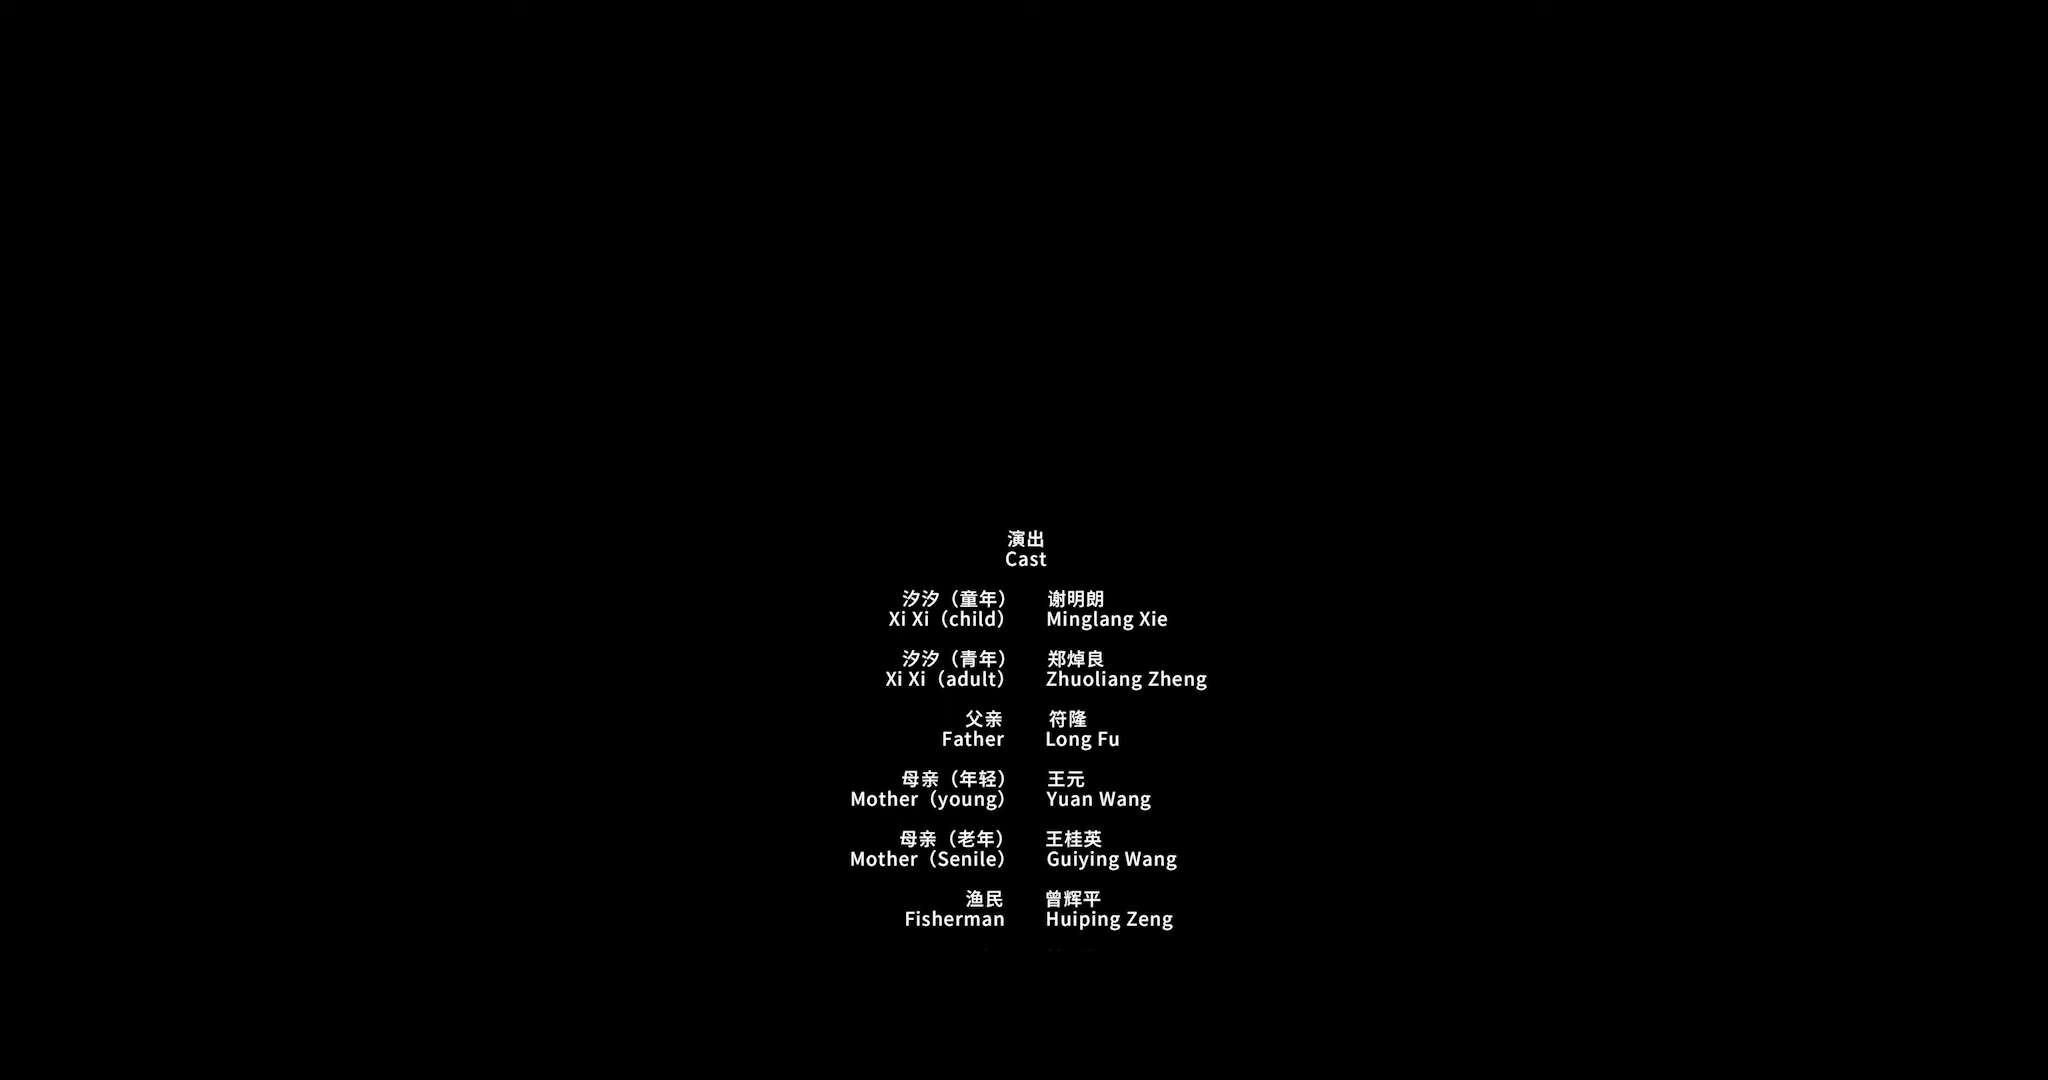 演出
Cast
汐汐（童年） 谢明朗
Xi Xi（child） Minglang Xie
汐汐（青年） 郑焯良
Xi Xi（adult） Zhuoliang Zheng
父亲 符隆
Father Long Fu
母亲（年轻） 王元
Mother（young） Yuan Wang
母亲（老年） 王桂英
Mother（Senile） Guiying Wang
渔民 曾辉平
Fisherman Huiping Zeng